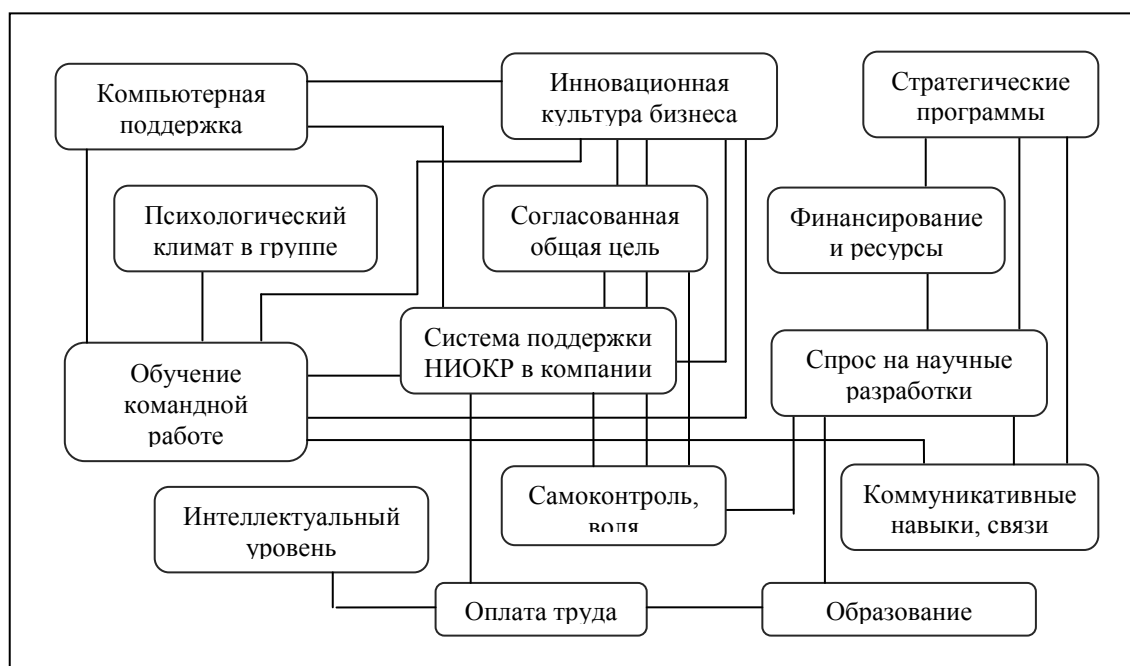 Компьютерная
поддержка
Инновационная
культура бизнеса
Стратегические
программы
Психологический
климат в группе
Согласованная
общая цель
Финансирование
и ресурсы
Обучение
командной
работе
Система поддержки
НИОКР в компании
Спрос на научные
разработки
Интеллектуальный
уровень
Самоконтроль,
воля
Коммуникативные
навыки, связи
Оплата труда
Образование